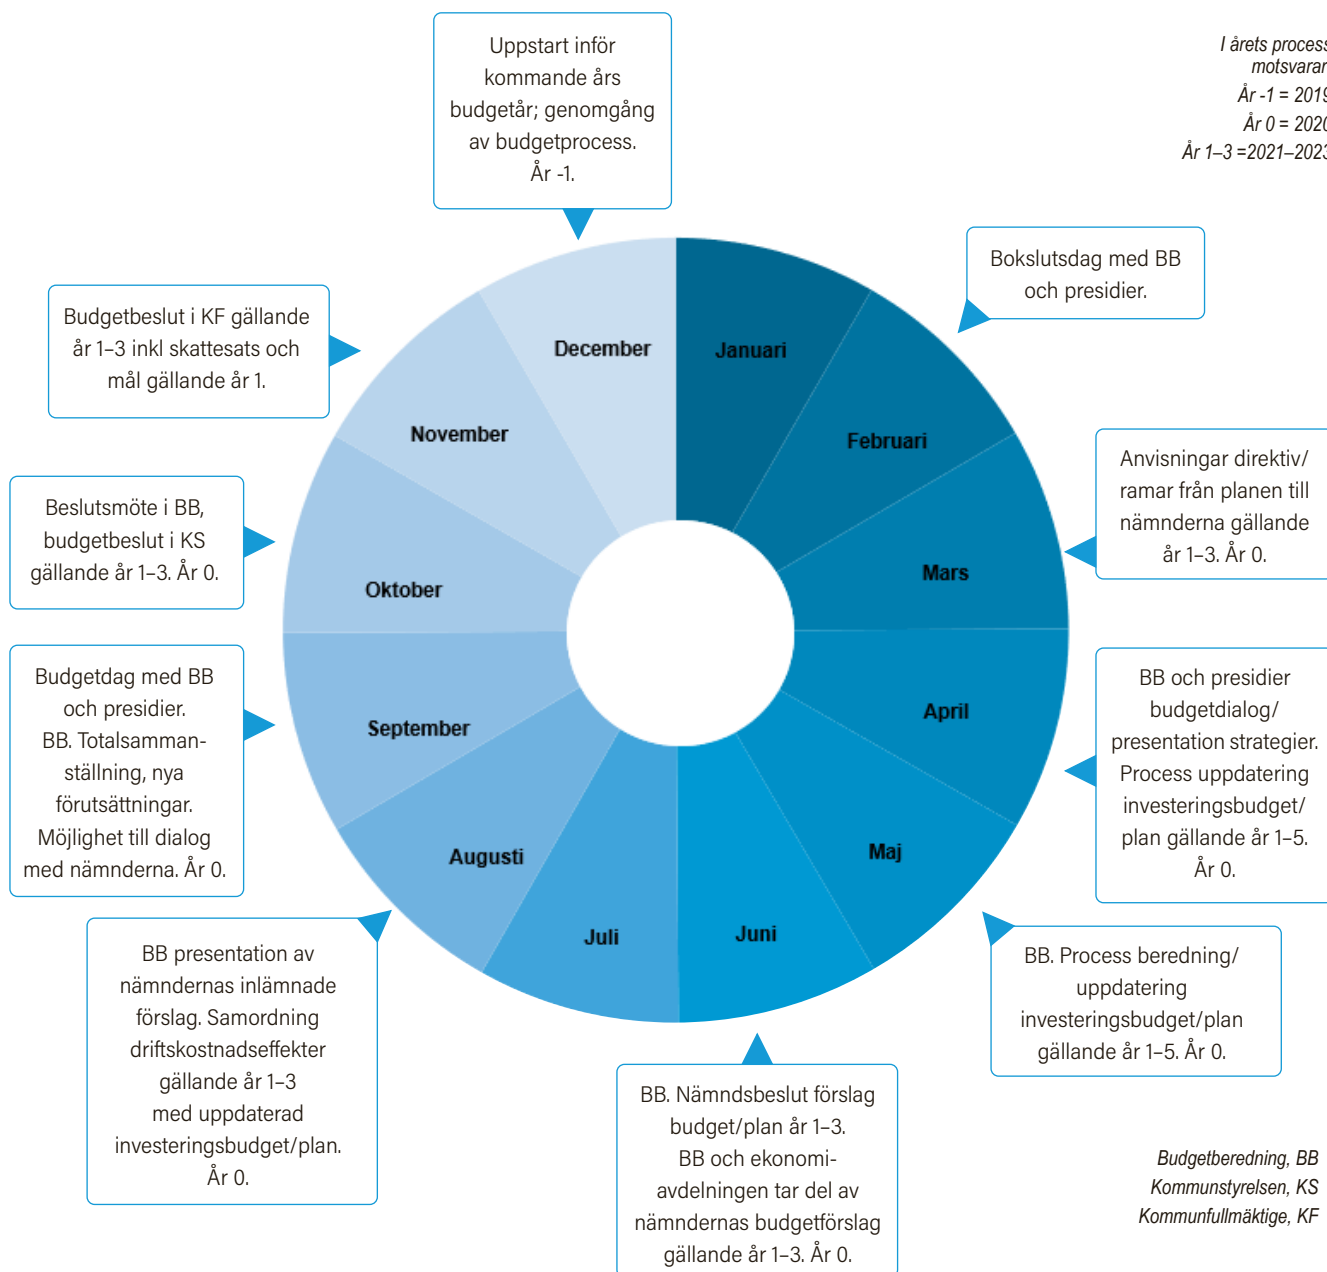 Uppstart inför
kommande års
budgetår; genomgång
av budgetprocess.
År -1.
I årets process
motsvarar
År -1 = 2019
År 0 = 2020
År 1–3 =2021–2023
Bokslutsdag med BB
och presidier.
Budgetbeslut i KF gällande
år 1–3 inkl skattesats och
mål gällande år 1.
December
Januari
November
Februari
Anvisningar direktiv/
ramar från planen till
nämnderna gällande
år 1–3. År 0.
Beslutsmöte i BB,
budgetbeslut i KS
gällande år 1–3. År 0.
Oktober
Mars
Budgetdag med BB
och presidier.
BB. Totalsamman-
ställning, nya
förutsättningar.
Möjlighet till dialog
med nämnderna. År 0.
September
April
BB och presidier
budgetdialog/
presentation strategier.
Process uppdatering
investeringsbudget/
plan gällande år 1–5.
År 0.
Augusti
Maj
Juli
Juni
BB presentation av
nämndernas inlämnade
förslag. Samordning
driftskostnadseffekter
gällande år 1–3
med uppdaterad
investeringsbudget/plan.
År 0.
BB. Process beredning/
uppdatering
investeringsbudget/plan
gällande år 1–5. År 0.
BB. Nämndsbeslut förslag
budget/plan år 1–3.
BB och ekonomi-
avdelningen tar del av
nämndernas budgetförslag
gällande år 1–3. År 0.
Budgetberedning, BB
Kommunstyrelsen, KS
Kommunfullmäktige, KF